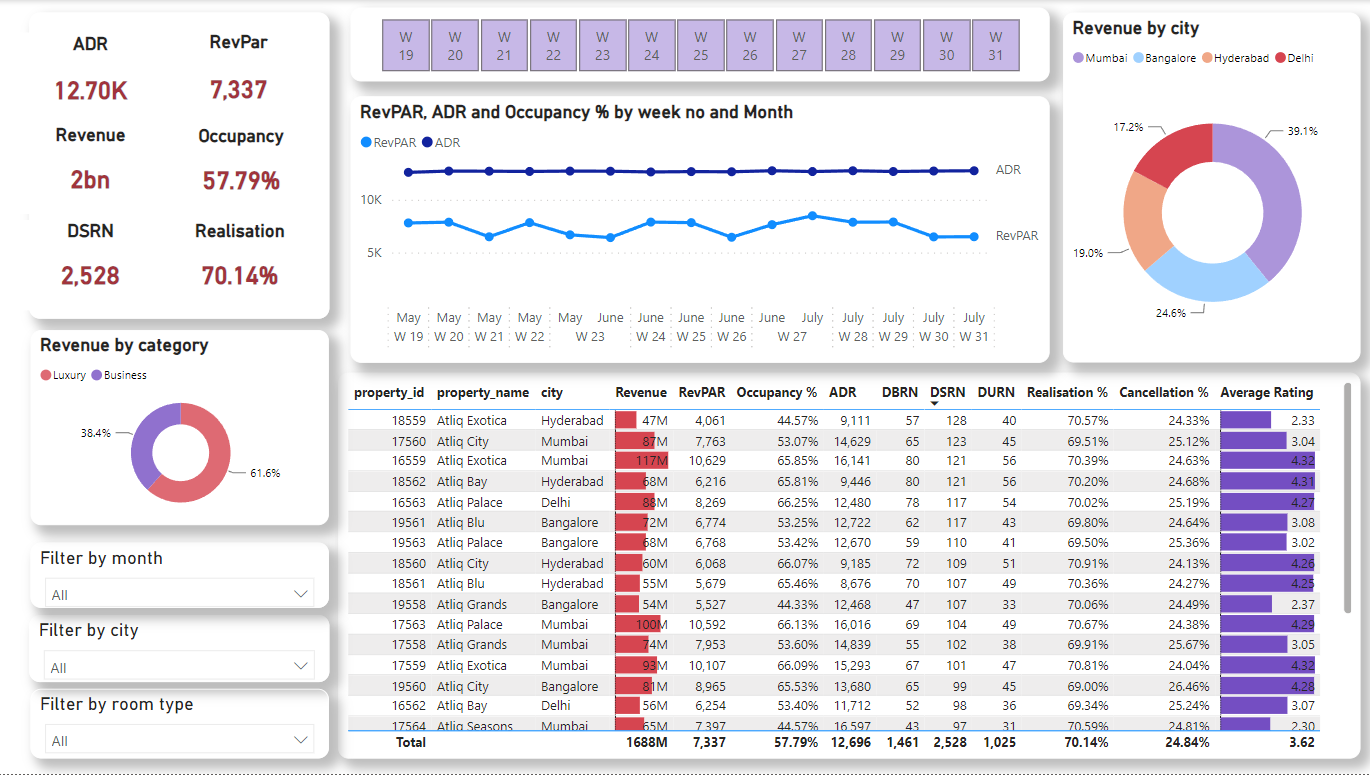 ADR RevPar
12.70K 7,337
Revenue Occupancy
2bn 57.79%
DSRN Realisation
2,528 70.14%
W 19 W 20 W 21 W 22 W 23 W 24 W 25 W 26 W 27 W 28 W 29 W 30 W 31
RevPAR, ADR and Occupancy % by week no and Month
RevPAR ADR
ADR
10K
RevPAR
5K
May May May May May June June June June June July July July July July
W 19 W 20 W 21 W 22 W 23 W 24 W 25 W 26 W 27 W 28 W 29 W 30 W 31
Revenue by city
Mumbai Bangalore Hyderabad Delhi
17.2% 39.1%
19.0%
24.6%
Revenue by category
Luxury Business
38.4%
61.6%
Filter by month
All
Filter by city
All
Filter by room type
All
property_id property_name city Revenue RevPAR Occupancy % ADR DBRN DSRN DURN Realisation % Cancellation % Average Rating
18559 Atliq Exotica Hyderabad 47M 4,061 44.57% 9,111 57 128 40 70.57% 24.33% 2.33
17560 Atliq City Mumbai 87M 7,763 53.07% 14,629 65 123 45 69.51% 25.12% 3.04
16559 Atliq Exotica Mumbai 117M 10,629 65.85% 16,141 80 121 56 70.39% 24.63% 4.32
18562 Atliq Bay Hyderabad 68M 6,216 65.81% 9,446 80 121 56 70.20% 24.68% 4.31
16563 Atliq Palace Delhi 88M 8,269 66.25% 12,480 78 117 54 70.02% 25.19% 4.27
19561 Atliq Blu Bangalore 72M 6,774 53.25% 12,722 62 117 43 69.80% 24.64% 3.08
19563 Atliq Palace Bangalore 68M 6,768 53.42% 12,670 59 110 41 69.50% 25.36% 3.02
18560 Atliq City Hyderabad 60M 6,068 66.07% 9,185 72 109 51 70.91% 24.13% 4.26
18561 Atliq Blu Hyderabad 55M 5,679 65.46% 8,676 70 107 49 70.36% 24.27% 4.25
19558 Atliq Grands Bangalore 54M 5,527 44.33% 12,468 47 107 33 70.06% 24.49% 2.37
17563 Atliq Palace Mumbai 100M 10,592 66.13% 16,016 69 104 49 70.67% 24.38% 4.29
17558 Atliq Grands Mumbai 74M 7,953 53.60% 14,839 55 102 38 69.91% 25.67% 3.05
17559 Atliq Exotica Mumbai 93M 10,107 66.09% 15,293 67 101 47 70.81% 24.04% 4.32
19560 Atliq City Bangalore 81M 8,965 65.53% 13,680 65 99 45 69.00% 26.46% 4.28
16562 Atliq Bay Delhi 56M 6,254 53.40% 11,712 52 98 36 69.34% 25.24% 3.07
17564 Atliq Seasons Mumbai 65M 7,397 44.57% 16,597 43 97 31 70.59% 24.81% 2.30
Total 1688M 7,337 57.79% 12,696 1,461 2,528 1,025 70.14% 24.84% 3.62